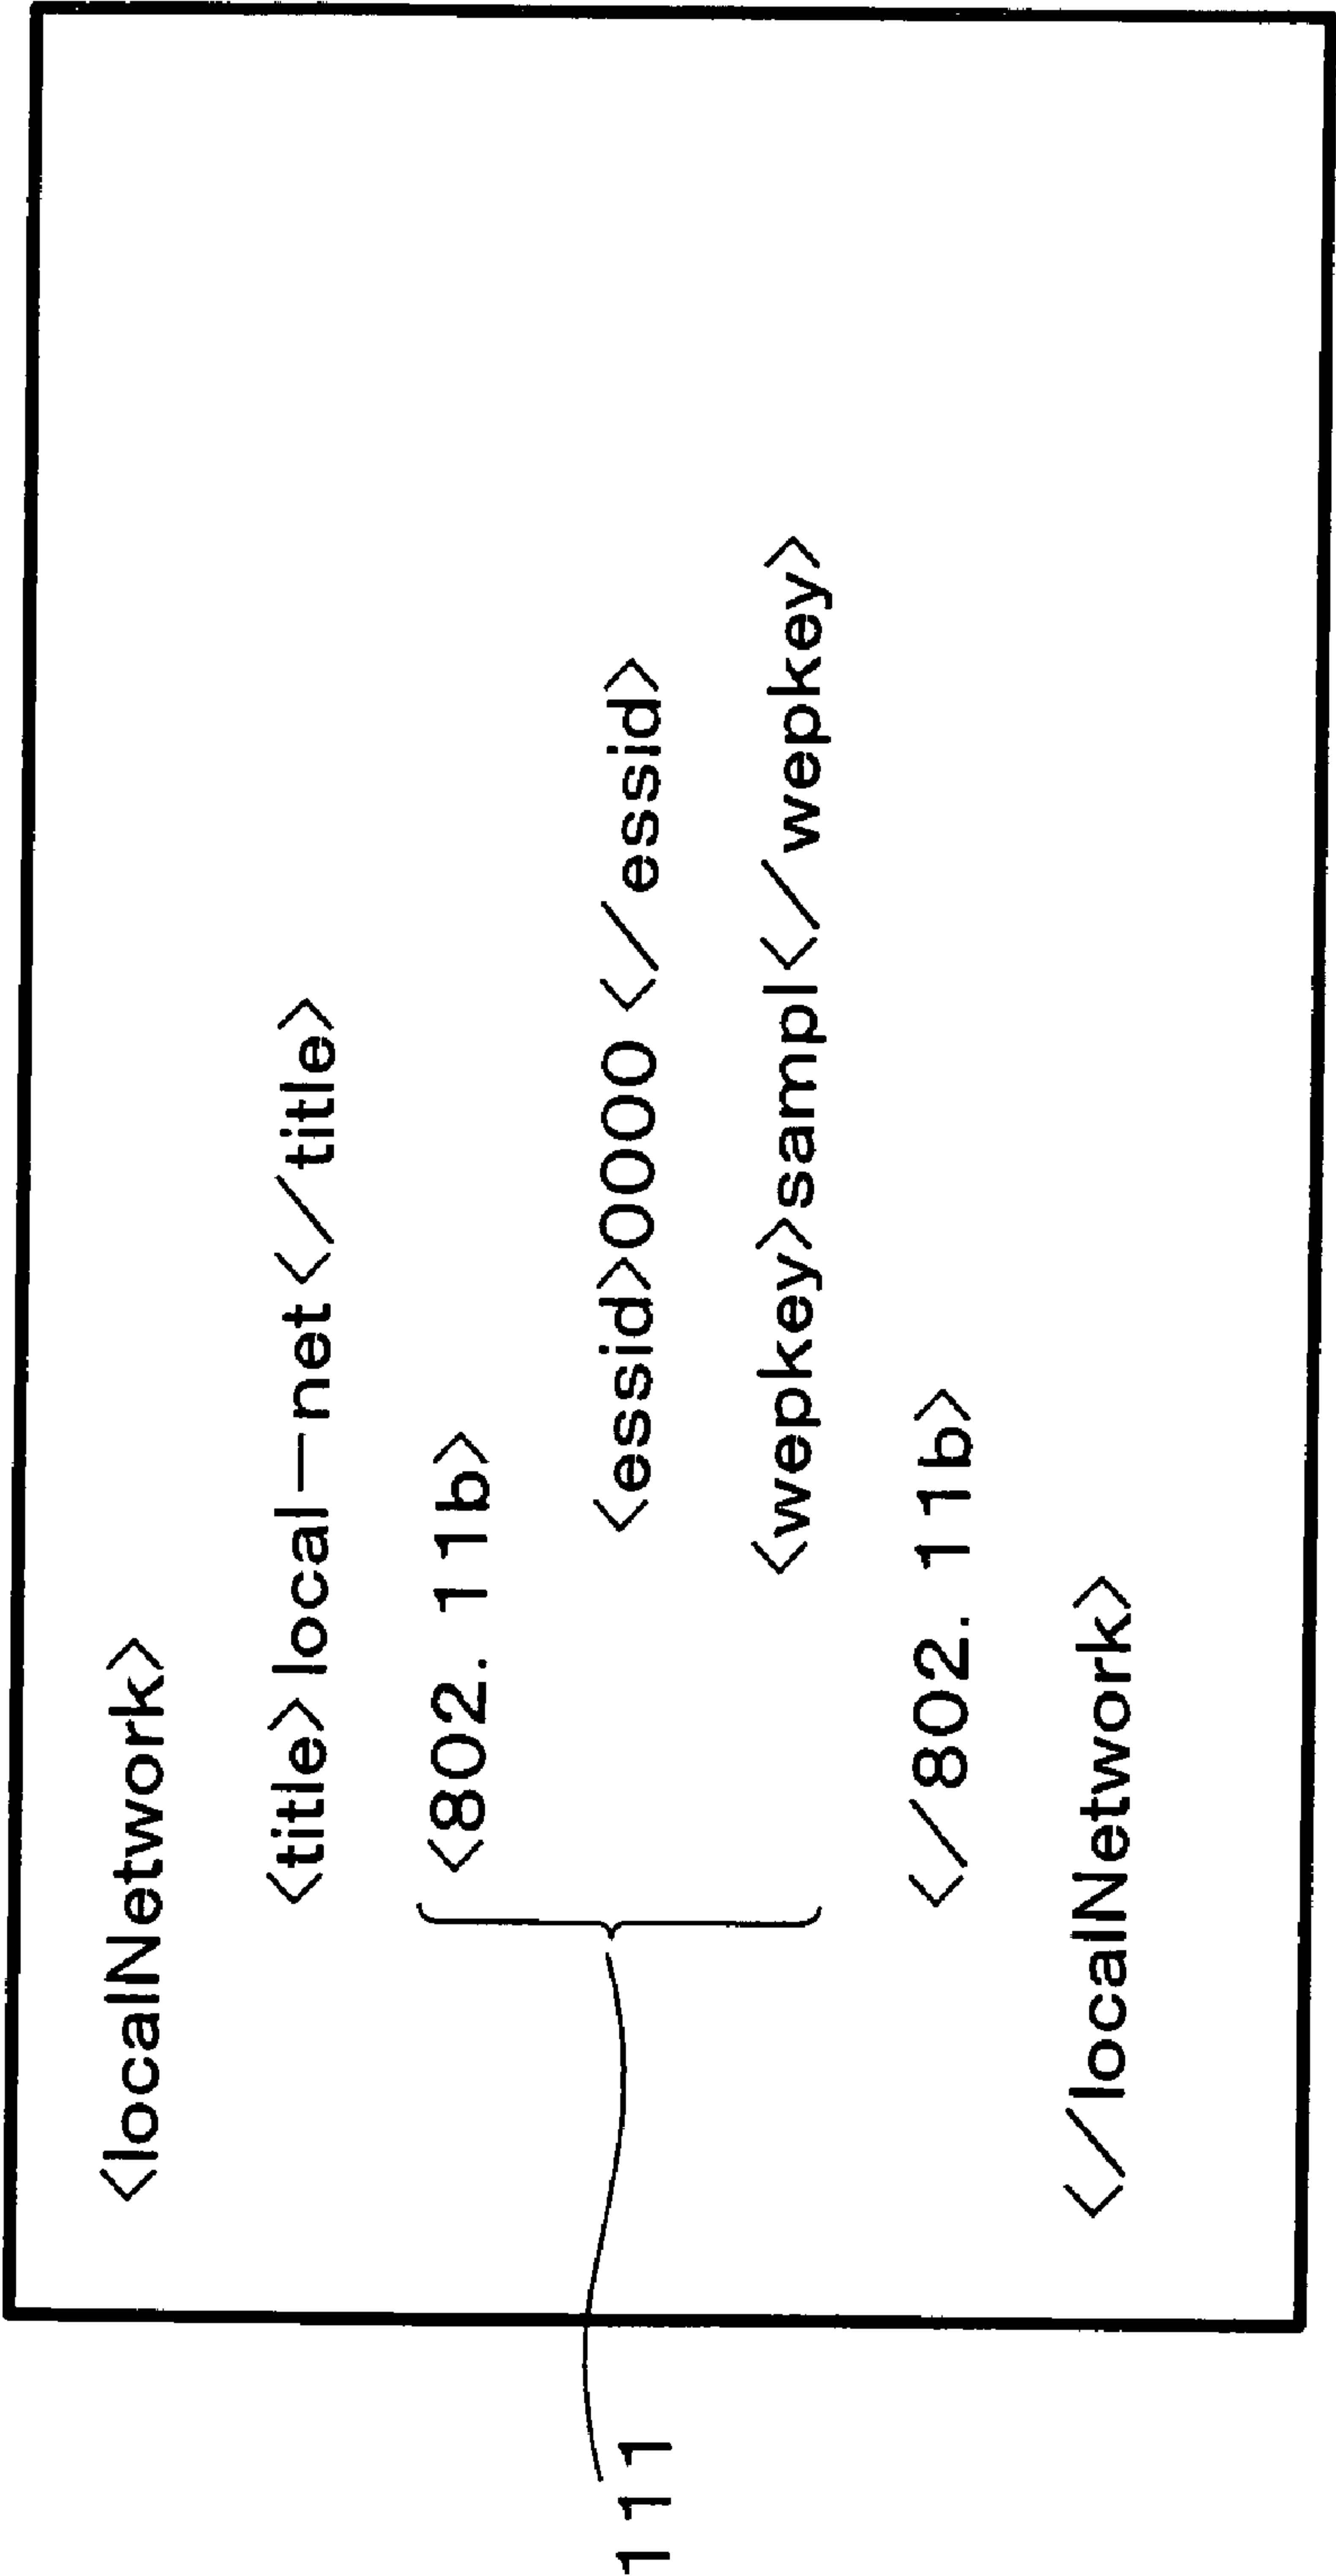 <localNetwork>
<title>local-net</title>
<802. 11b>
<essid>0000 </essid>
<wepkey>sampl</wepkey>
</802. 11b>
</localNetwork>
111